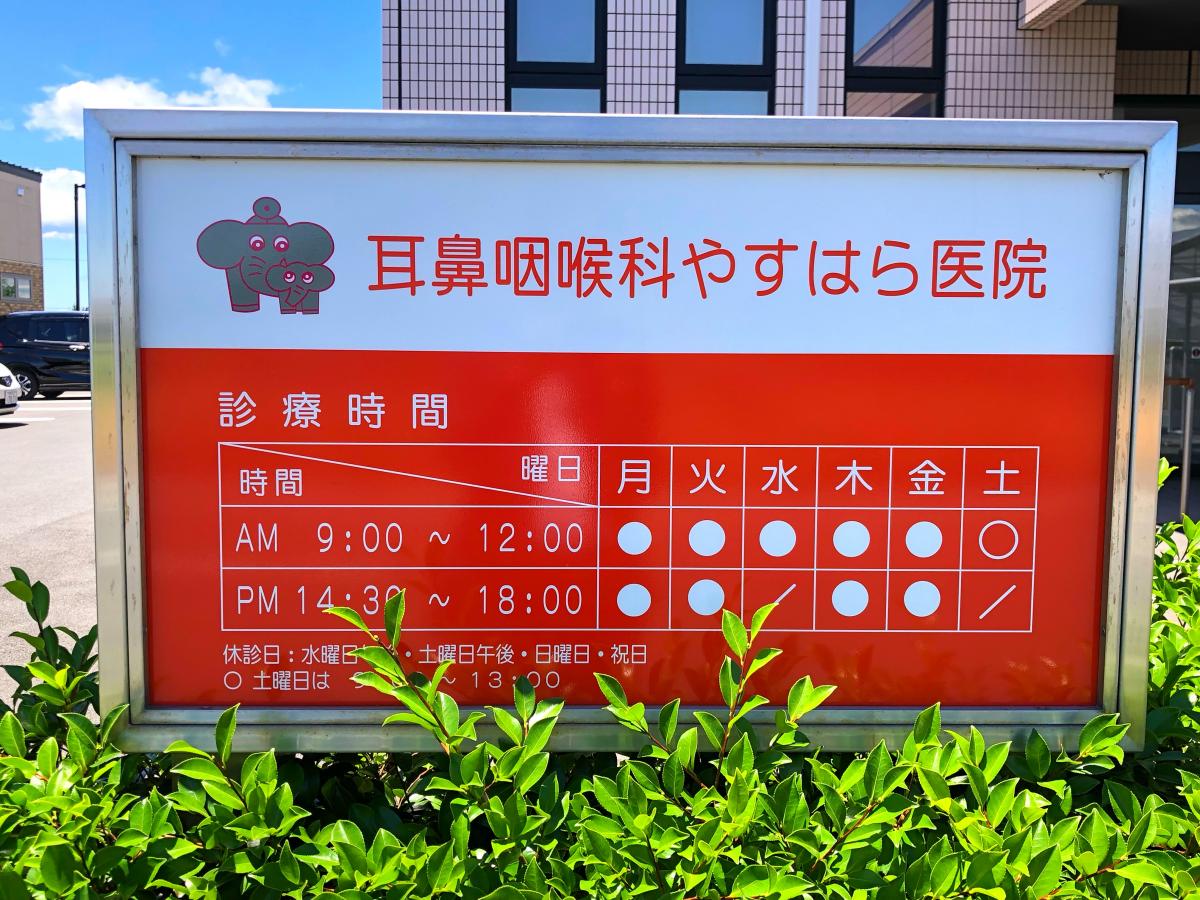 耳鼻咽喉科やすはら医院
診療時間
曜日 月 火 水 木 金 土
時間
AM 9:00 ~ 12:00 ● ● ● ● ● ○
PM 14:30 ~ 18:00 ● ● / ● ● /
休診日：水曜日・土曜日午後・日曜日・祝日
○ 土曜日は ~ 13:00